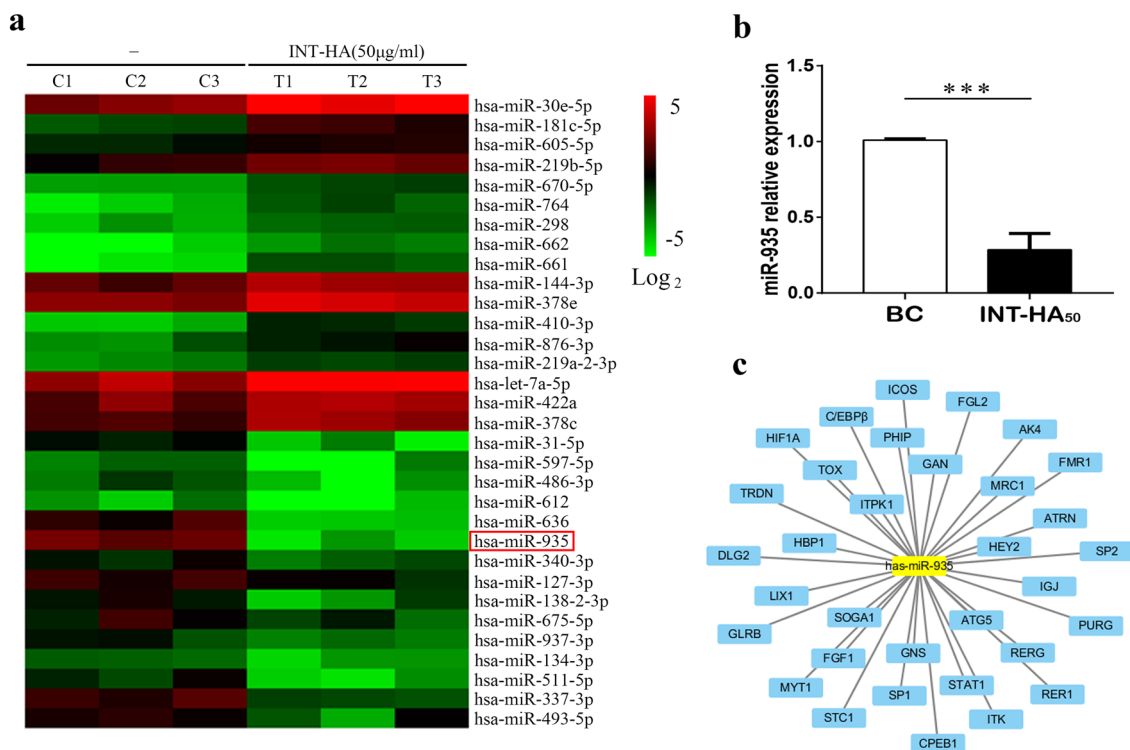 a
– INT-HA(50μg/ml)
C1 C2 C3 T1 T2 T3
hsa-miR-30e-5p
hsa-miR-181c-5p
hsa-miR-605-5p
hsa-miR-219b-5p
hsa-miR-670-5p
hsa-miR-764
hsa-miR-298
hsa-miR-662
hsa-miR-661
hsa-miR-144-3p
hsa-miR-378e
hsa-miR-410-3p
hsa-miR-876-3p
hsa-miR-219a-2-3p
hsa-let-7a-5p
hsa-miR-422a
hsa-miR-378c
hsa-miR-31-5p
hsa-miR-597-5p
hsa-miR-486-3p
hsa-miR-612
hsa-miR-636
hsa-miR-935
hsa-miR-340-3p
hsa-miR-127-3p
hsa-miR-138-2-3p
hsa-miR-675-5p
hsa-miR-937-3p
hsa-miR-134-3p
hsa-miR-511-5p
hsa-miR-337-3p
hsa-miR-493-5p
5
-5
Log 2
b
miR-935 relative expression
1.5
1.0
0.5
0.0
***
BC INT-HA50
c
ICOS
FGL2
C/EBPβ
AK4
HIF1A
PHIP
FMR1
TOX
GAN
MRC1
TRDN
ITPK1
ATRN
HBP1
HEY2
SP2
DLG2
has-miR-935
IGJ
LIX1
PURG
SOGA1
ATG5
GLRB
GNS
RERG
FGF1
MYT1
SP1
STAT1
RER1
STC1
ITK
CPEB1